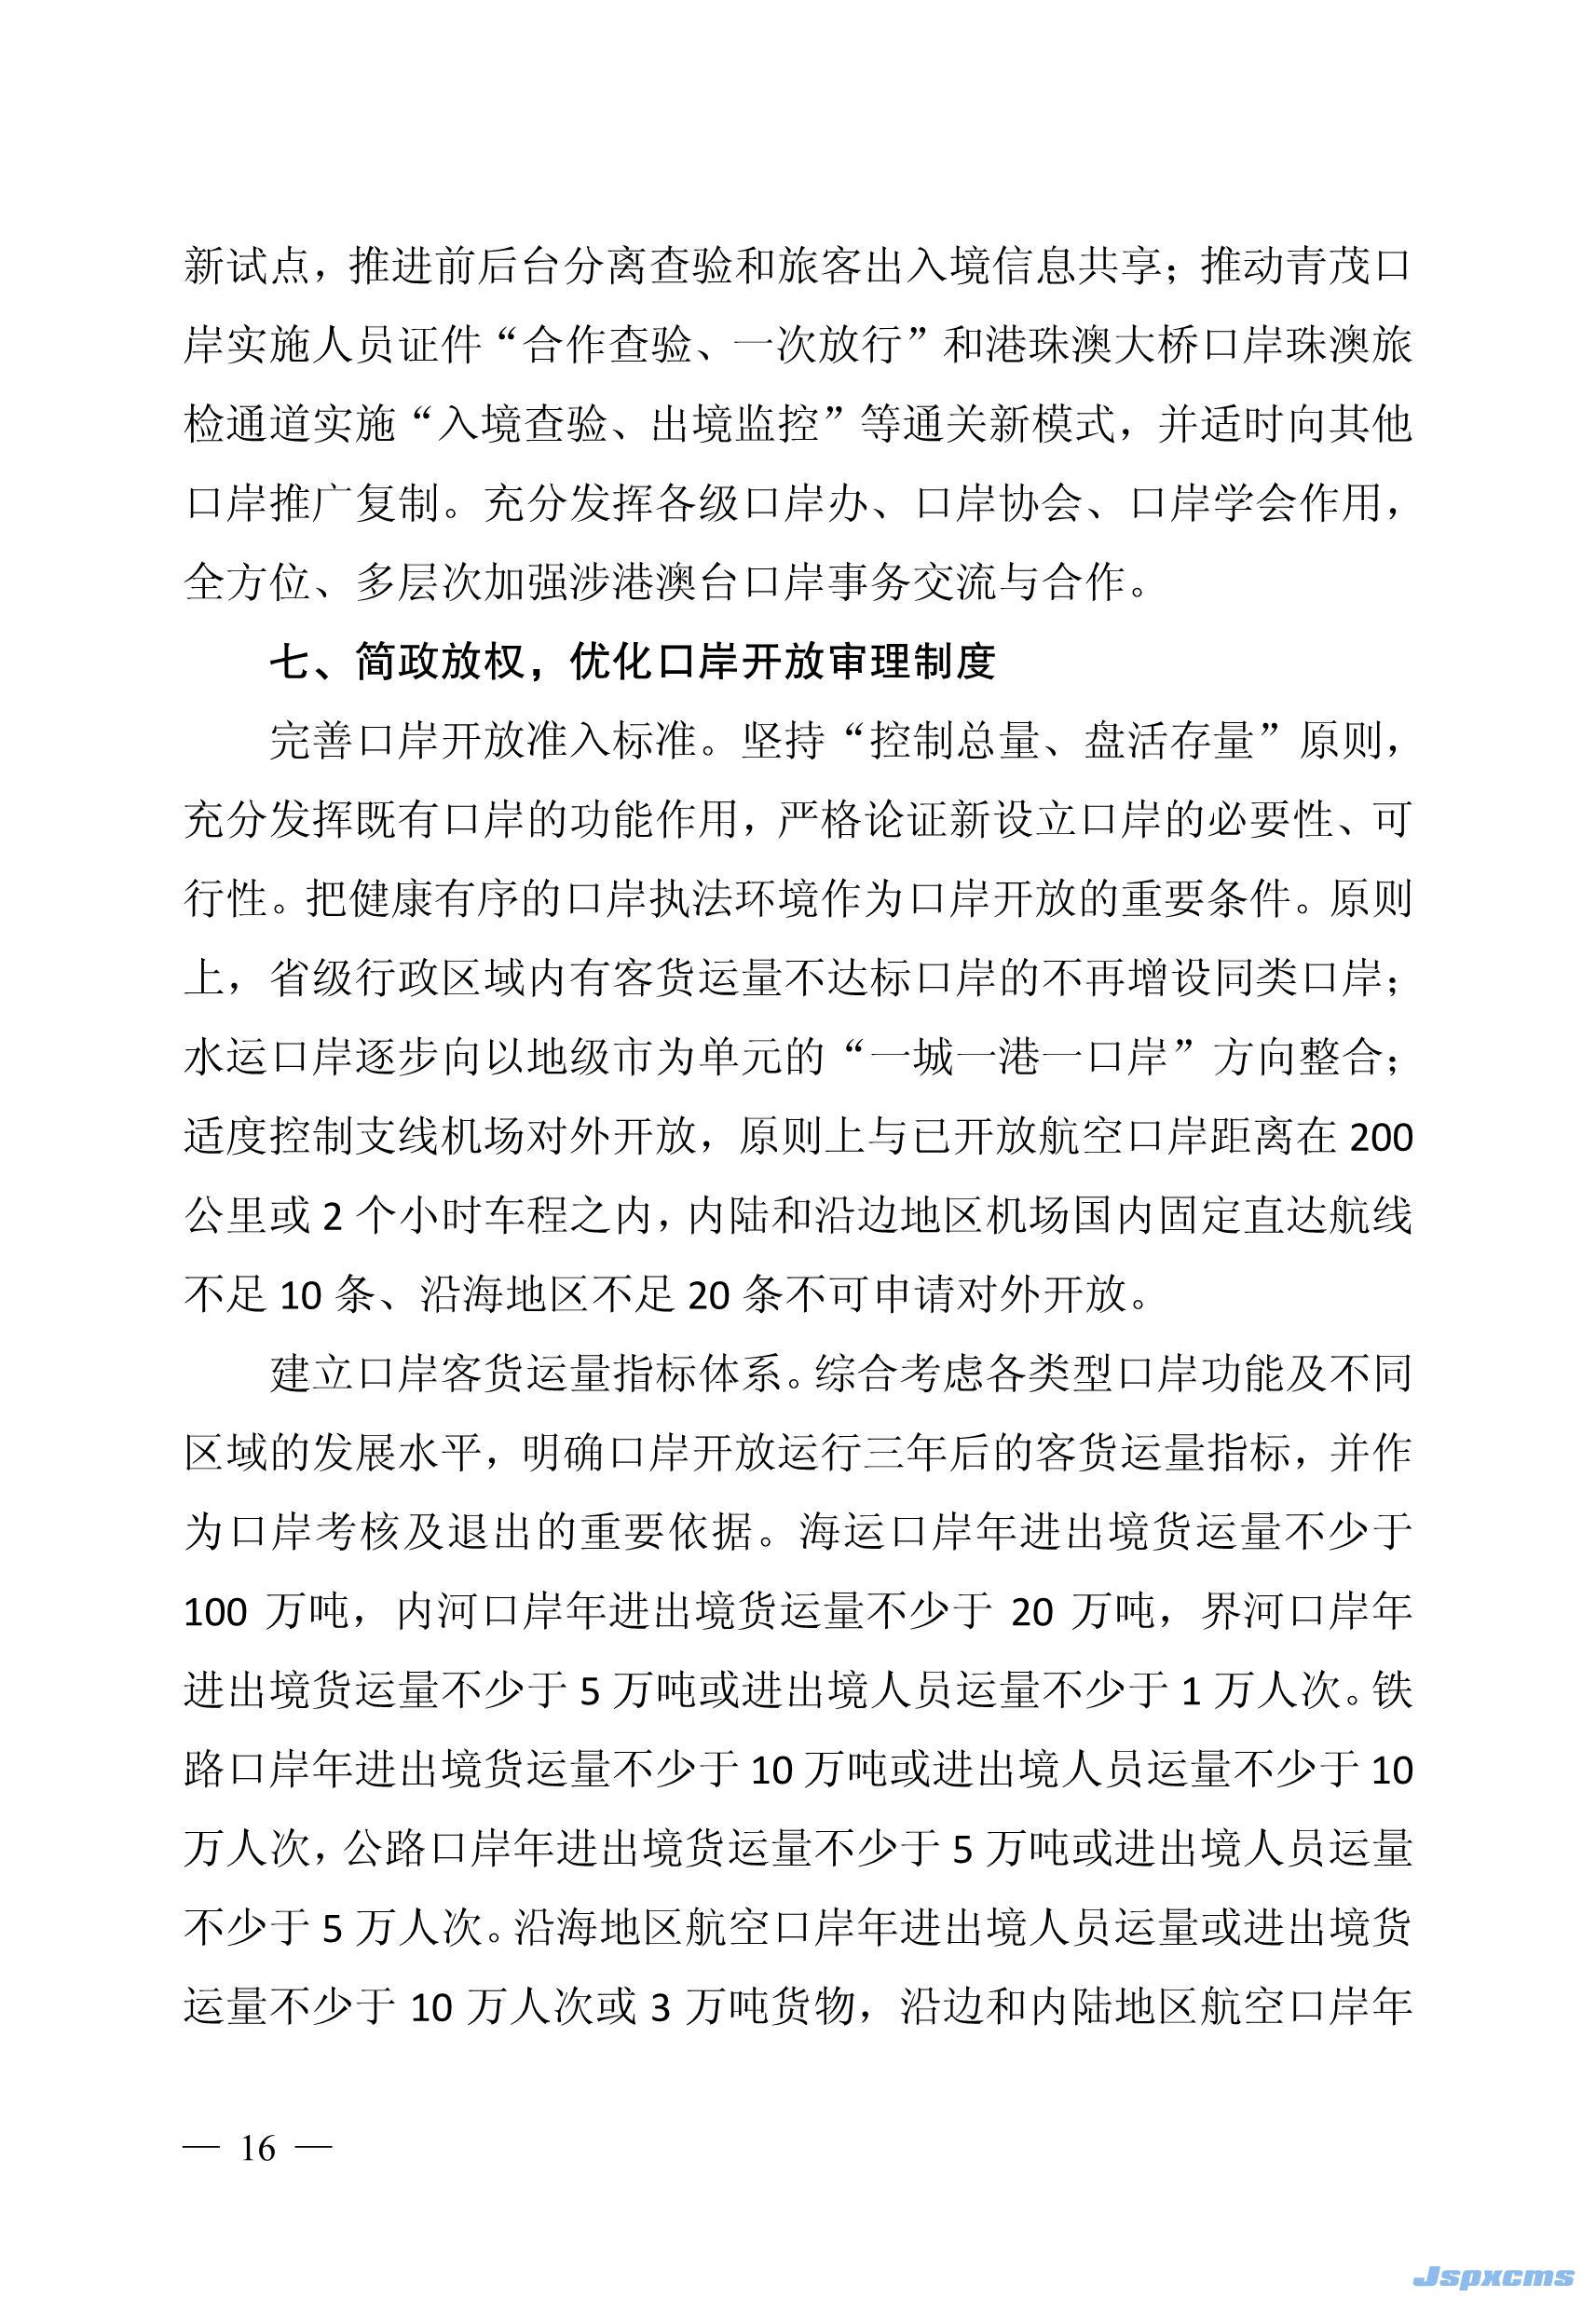 新试点，推进前后台分离查验和旅客出入境信息共享；推动青茂口
岸实施人员证件“合作查验、一次放行”和港珠澳大桥口岸珠澳旅
检通道实施“入境查验、出境监控”等通关新模式，并适时向其他
口岸推广复制。充分发挥各级口岸办、口岸协会、口岸学会作用，
全方位、多层次加强涉港澳台口岸事务交流与合作。
七、简政放权，优化口岸开放审理制度
完善口岸开放准入标准。坚持“控制总量、盘活存量”原则，
充分发挥既有口岸的功能作用，严格论证新设立口岸的必要性、可
行性。把健康有序的口岸执法环境作为口岸开放的重要条件。原则
上，省级行政区域内有客货运量不达标口岸的不再增设同类口岸；
水运口岸逐步向以地级市为单元的“一城一港一口岸”方向整合；
适度控制支线机场对外开放，原则上与已开放航空口岸距离在 200
公里或 2 个小时车程之内，内陆和沿边地区机场国内固定直达航线
不足 10 条、沿海地区不足 20 条不可申请对外开放。
建立口岸客货运量指标体系。综合考虑各类型口岸功能及不同
区域的发展水平，明确口岸开放运行三年后的客货运量指标，并作
为口岸考核及退出的重要依据。海运口岸年进出境货运量不少于
100 万吨，内河口岸年进出境货运量不少于 20 万吨，界河口岸年
进出境货运量不少于 5 万吨或进出境人员运量不少于 1 万人次。铁
路口岸年进出境货运量不少于 10 万吨或进出境人员运量不少于 10
万人次，公路口岸年进出境货运量不少于 5 万吨或进出境人员运量
不少于 5 万人次。沿海地区航空口岸年进出境人员运量或进出境货
运量不少于 10 万人次或 3 万吨货物，沿边和内陆地区航空口岸年
— 16 —
Jspxcms